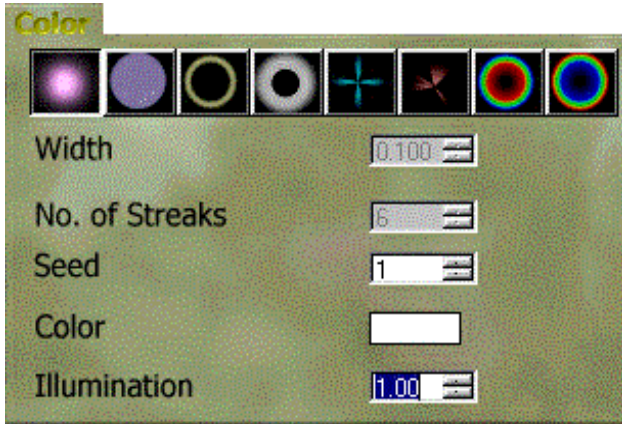 Color
Width 0.100
No. of Streaks 6
Seed 1
Color
Illumination 1.00